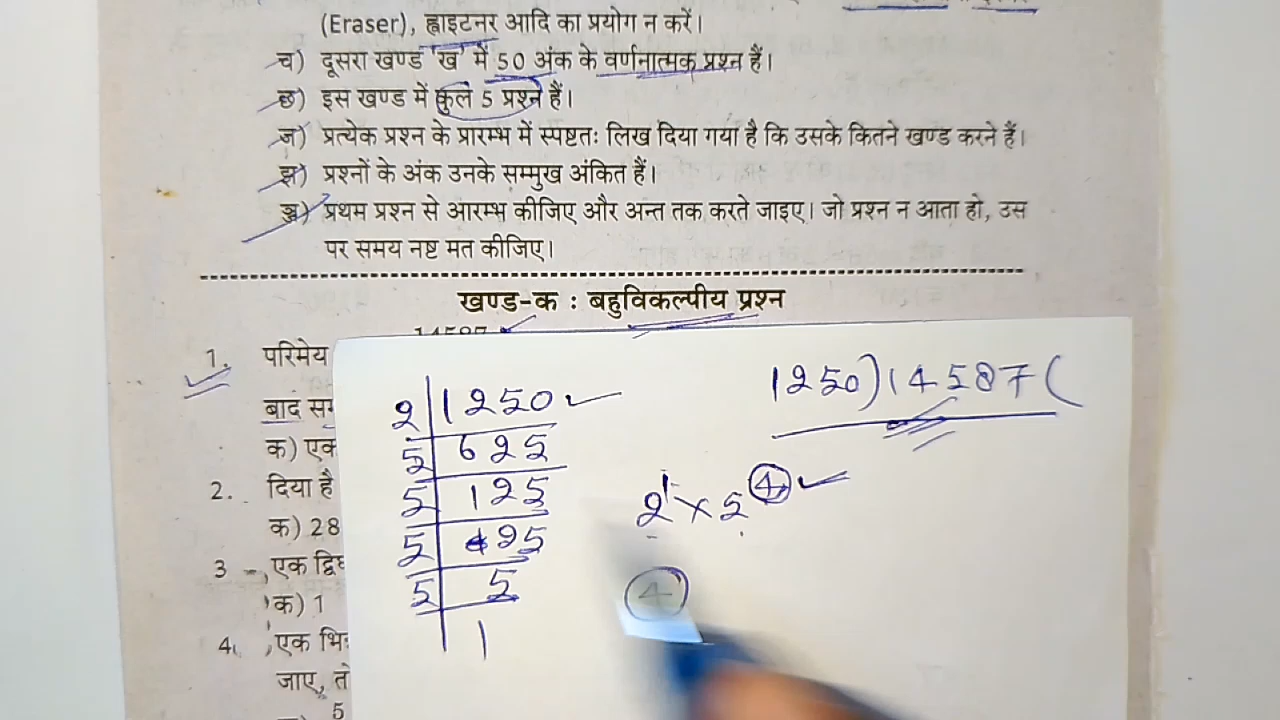 (Eraser), ह्वाइटनर आदि का प्रयोग न करें।
च) दूसरा खण्ड 'ख' में 50 अंक के वर्णनात्मक प्रश्न हैं।
छ) इस खण्ड में कुल 5 प्रश्न हैं।
ज) प्रत्येक प्रश्न के प्रारम्भ में स्पष्टतः लिख दिया गया है कि उसके कितने खण्ड करने हैं।
झ) प्रश्नों के अंक उनके सम्मुख अंकित हैं।
ञ) प्रथम प्रश्न से आरम्भ कीजिए और अन्त तक करते जाइए। जो प्रश्न न आता हो, उस
पर समय नष्ट मत कीजिए।
खण्ड-क : बहुविकल्पीय प्रश्न
1. परिमेय
बाद
क) एक
2. दिया है
क) 28
3 एक
क) 1
4. एक
जाए,
5
2 | 1250
5 | 625
5 | 125
5 | 25
5 | 5
1
1250)14587(
2¹×5⁴
4